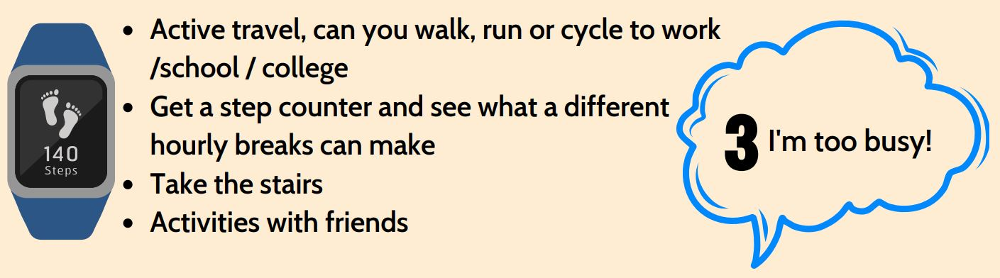 140
Steps
• Active travel, can you walk, run or cycle to work
/school / college
• Get a step counter and see what a different
hourly breaks can make
• Take the stairs
• Activities with friends
3 I'm too busy!